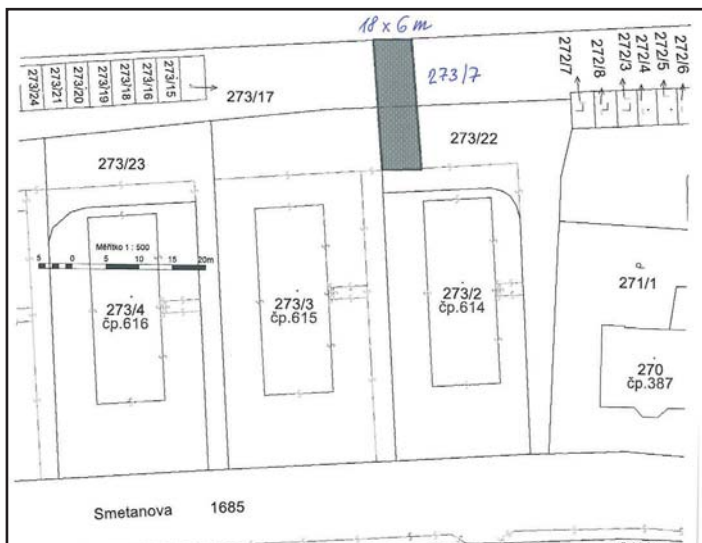 18 x 6 m
273/24
273/21
273/20
273/19
273/18
273/16
273/15
273/17
273/7
272/7
272/8
272/3
272/4
272/5
272/6
273/23
273/22
Měřítko 1 : 500
5 0 5 10 15 20m
273/4
čp.616
273/3
čp.615
273/2
čp.614
271/1
270
čp.387
Smetanova 1685